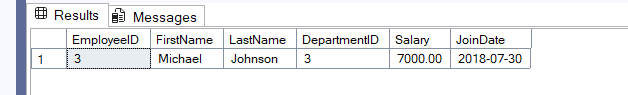 Results Messages
EmployeeID FirstName LastName DepartmentID Salary JoinDate
1 3 Michael Johnson 3 7000.00 2018-07-30